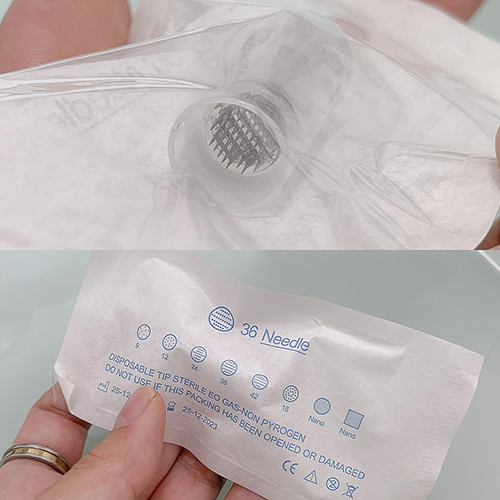 36 Needle
9 12 24 36 42 18 Nano Nano
DISPOSABLE TIP STERILE EO GAS-NON PYROGEN
DO NOT USE IF THIS PACKING HAS BEEN OPENED OR DAMAGED
25-12 25-12-2023
CE